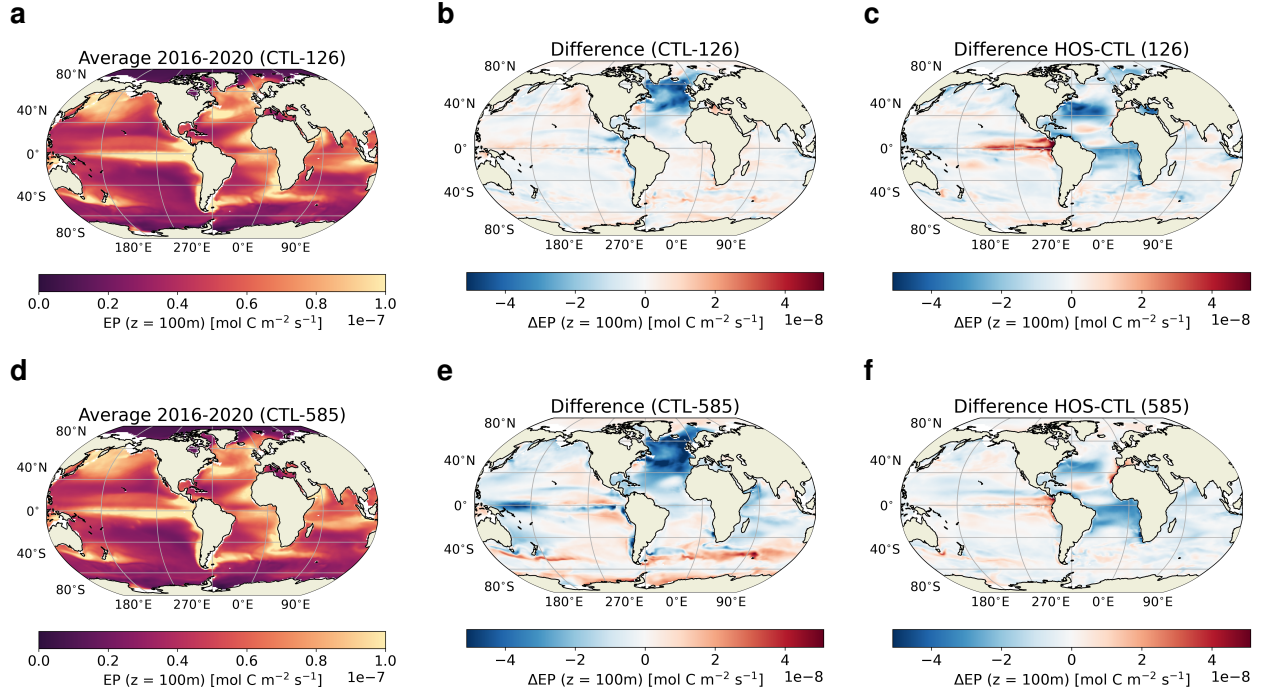 a
b
c
Average 2016-2020 (CTL-126)
Difference (CTL-126)
Difference HOS-CTL (126)
80°N
40°N
0°
40°S
80°S
180°E 270°E 0°E 90°E
80°N
40°N
0°
40°S
80°S
180°E 270°E 0°E 90°E
80°N
40°N
0°
40°S
80°S
180°E 270°E 0°E 90°E
0.0 0.2 0.4 0.6 0.8 1.0
EP (z = 100m) [mol C m⁻² s⁻¹] 1e−7
−4 −2 0 2 4
ΔEP (z = 100m) [mol C m⁻² s⁻¹] 1e−8
−4 −2 0 2 4
ΔEP (z = 100m) [mol C m⁻² s⁻¹] 1e−8
d
e
f
Average 2016-2020 (CTL-585)
Difference (CTL-585)
Difference HOS-CTL (585)
80°N
40°N
0°
40°S
80°S
180°E 270°E 0°E 90°E
80°N
40°N
0°
40°S
80°S
180°E 270°E 0°E 90°E
80°N
40°N
0°
40°S
80°S
180°E 270°E 0°E 90°E
0.0 0.2 0.4 0.6 0.8 1.0
EP (z = 100m) [mol C m⁻² s⁻¹] 1e−7
−4 −2 0 2 4
ΔEP (z = 100m) [mol C m⁻² s⁻¹] 1e−8
−4 −2 0 2 4
ΔEP (z = 100m) [mol C m⁻² s⁻¹] 1e−8